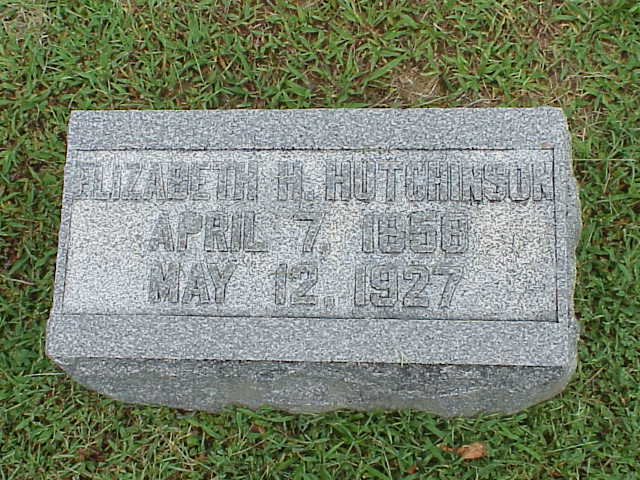 ELIZABETH H. HUTCHINSON
APRIL 7, 1858
MAY 12, 1927